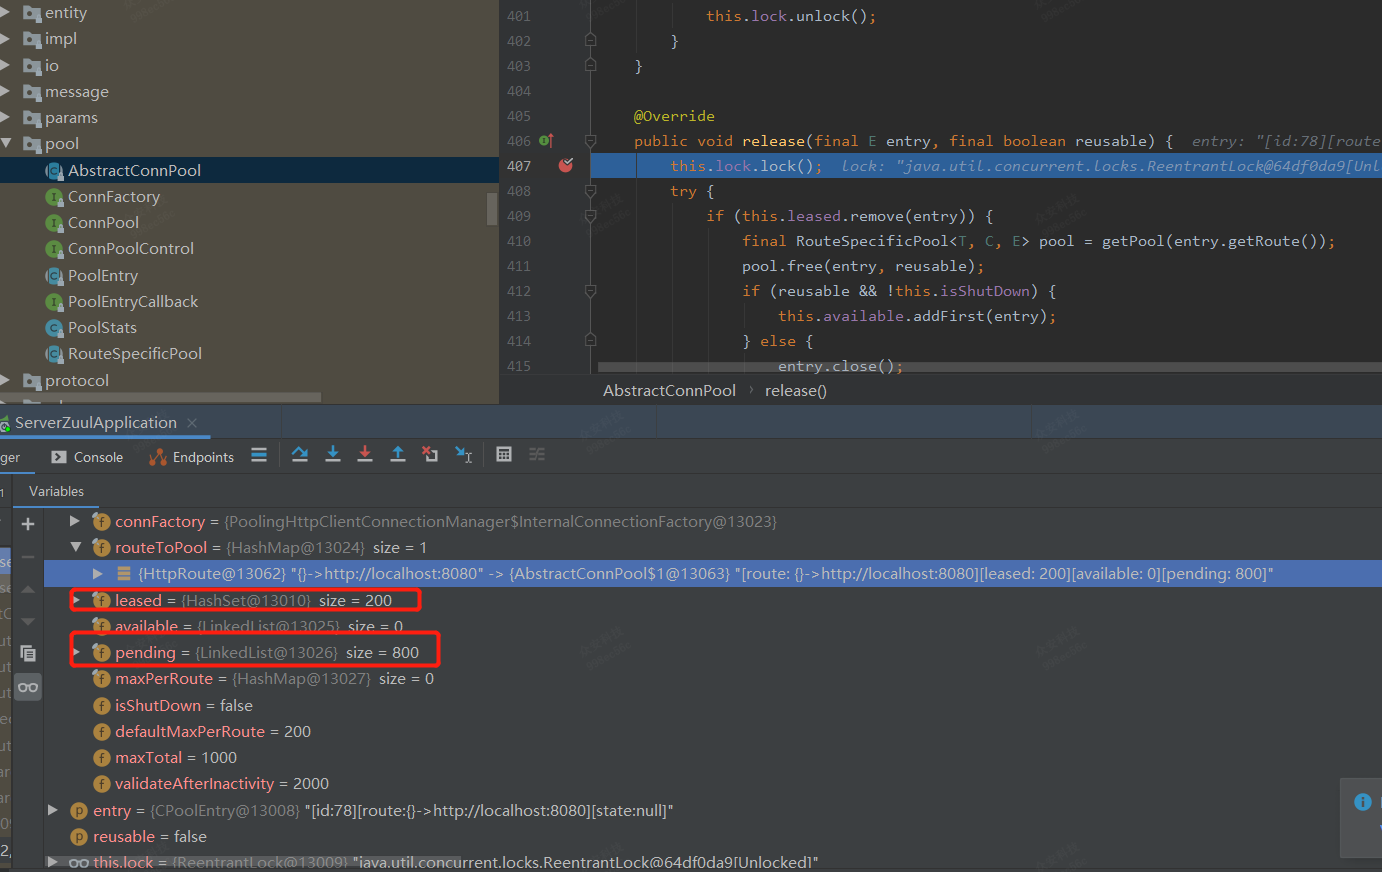 entity
impl
io
message
params
pool
AbstractConnPool
ConnFactory
ConnPool
ConnPoolControl
PoolEntry
PoolEntryCallback
PoolStats
RouteSpecificPool
protocol
401 this.lock.unlock();
402 }
403 }
404
405 @Override
406 public void release(final E entry, final boolean reusable) { entry: "[id:78][route
407 this.lock.lock(); lock: "java.util.concurrent.locks.ReentrantLock@64df0da9[Unl
408 try {
409 if (this.leased.remove(entry)) {
410 final RouteSpecificPool<T, C, E> pool = getPool(entry.getRoute());
411 pool.free(entry, reusable);
412 if (reusable && !this.isShutDown) {
413 this.available.addFirst(entry);
414 } else {
415 entry.close();
AbstractConnPool › release()
ServerZuulApplication ×
ger Console Endpoints
Variables
connFactory = {PoolingHttpClientConnectionManager$InternalConnectionFactory@13023}
routeToPool = {HashMap@13024} size = 1
{HttpRoute@13062} "{}->http://localhost:8080" -> {AbstractConnPool$1@13063} "[route: {}->http://localhost:8080][leased: 200][available: 0][pending: 800]"
leased = {HashSet@13010} size = 200
available = {LinkedList@13025} size = 0
pending = {LinkedList@13026} size = 800
maxPerRoute = {HashMap@13027} size = 0
isShutDown = false
defaultMaxPerRoute = 200
maxTotal = 1000
validateAfterInactivity = 2000
entry = {CPoolEntry@13008} "[id:78][route:{}->http://localhost:8080][state:null]"
reusable = false
this.lock = {ReentrantLock@13009} "java.util.concurrent.locks.ReentrantLock@64df0da9[Unlocked]"